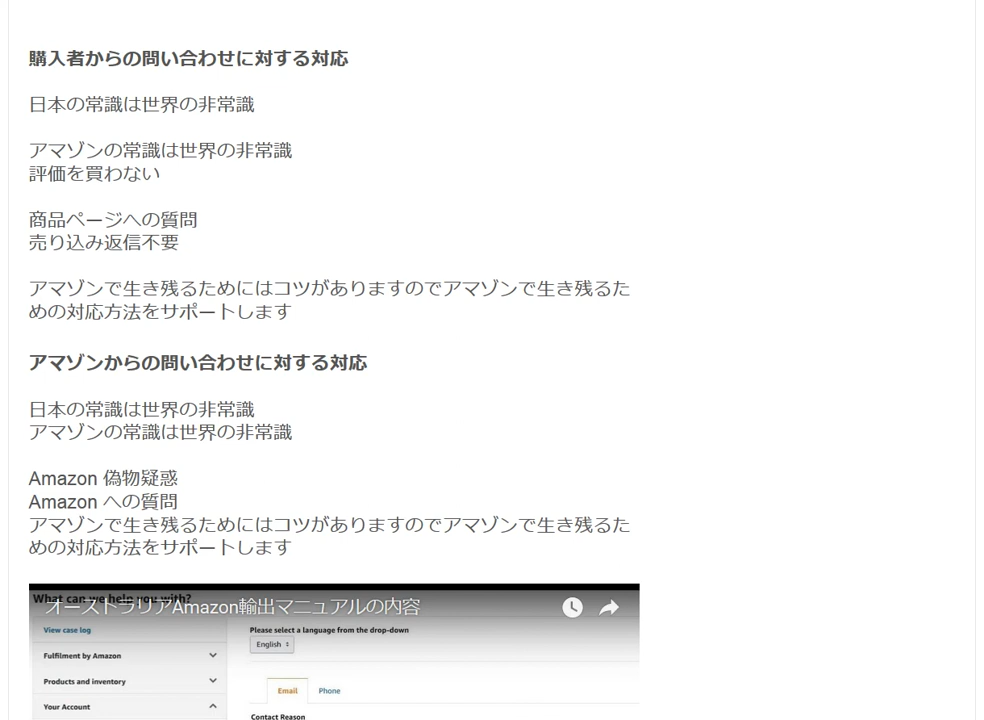 購入者からの問い合わせに対する対応
日本の常識は世界の非常識
アマゾンの常識は世界の非常識
評価を買わない
商品ページへの質問
売り込み返信不要
アマゾンで生き残るためにはコツがありますのでアマゾンで生き残るた
めの対応方法をサポートします
アマゾンからの問い合わせに対する対応
日本の常識は世界の非常識
アマゾンの常識は世界の非常識
Amazon 偽物疑惑
Amazon への質問
アマゾンで生き残るためにはコツがありますのでアマゾンで生き残るた
めの対応方法をサポートします
What can we help you with?
オーストラリアAmazon輸出マニュアルの内容
View case log
Please select a language from the drop-down
English
Fulfilment by Amazon
Products and inventory
Email Phone
Your Account
Contact Reason